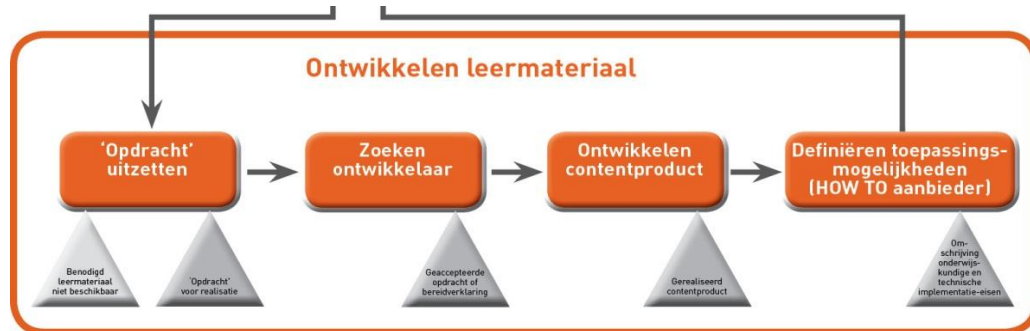 Ontwikkelen leermateriaal
‘Opdracht’
uitzetten
Zoeken
ontwikkelaar
Ontwikkelen
contentproduct
Definiëren toepassings-
mogelijkheden
(HOW TO aanbieder)
Benodigd
leermateriaal
niet beschikbaar
‘Opdracht’
voor realisatie
Geaccepteerde
opdracht of
bereidverklaring
Gerealiseerd
contentproduct
Om-
schrijving
onderwijs-
kundige en
technische
implementatie-eisen